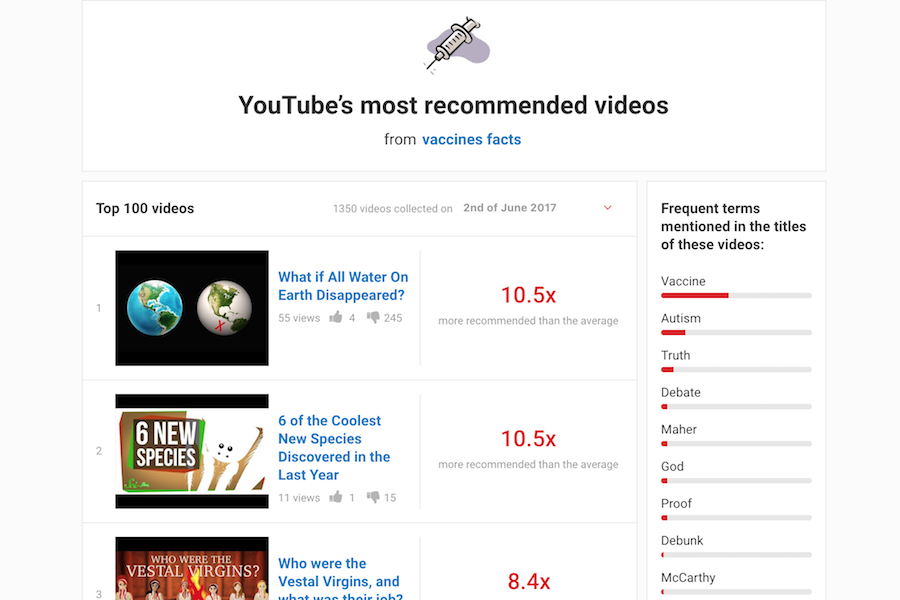 YouTube's most recommended videos
from vaccines facts
Top 100 videos
1350 videos collected on 2nd of June 2017
1
What if All Water On
Earth Disappeared?
55 views 4 245
10.5x
more recommended than the average
2
6 NEW
SPECIES
6 of the Coolest
New Species
Discovered in the
Last Year
11 views 1 15
10.5x
more recommended than the average
3
WHO WERE THE
VESTAL VIRGINS?
Who were the
Vestal Virgins, and
what was their job?
8.4x
Frequent terms
mentioned in the titles
of these videos:
Vaccine
Autism
Truth
Debate
Maher
God
Proof
Debunk
McCarthy